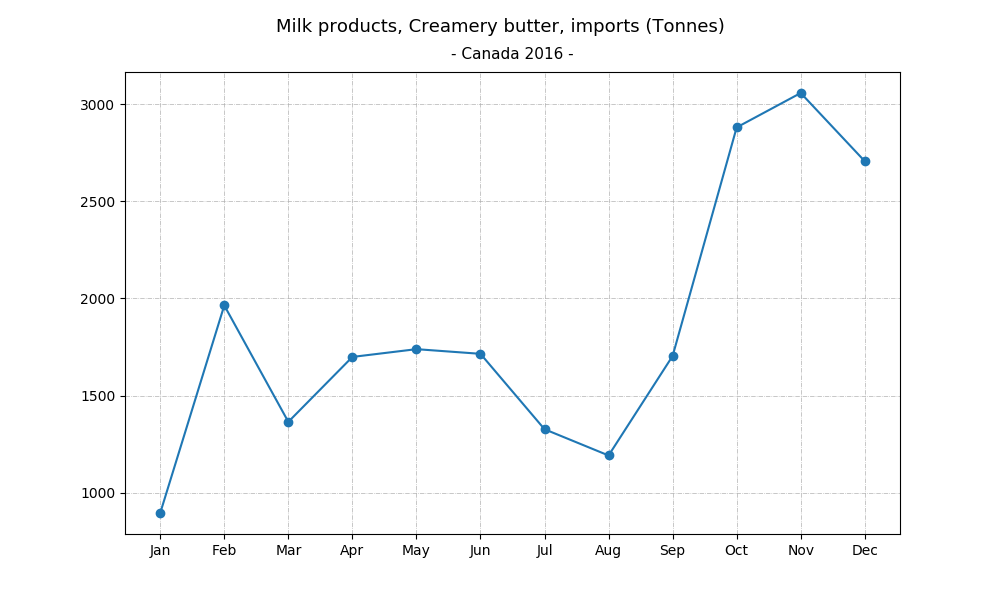 Milk products, Creamery butter, imports (Tonnes)
- Canada 2016 -
3000
2500
2000
1500
1000
Jan Feb Mar Apr May Jun Jul Aug Sep Oct Nov Dec